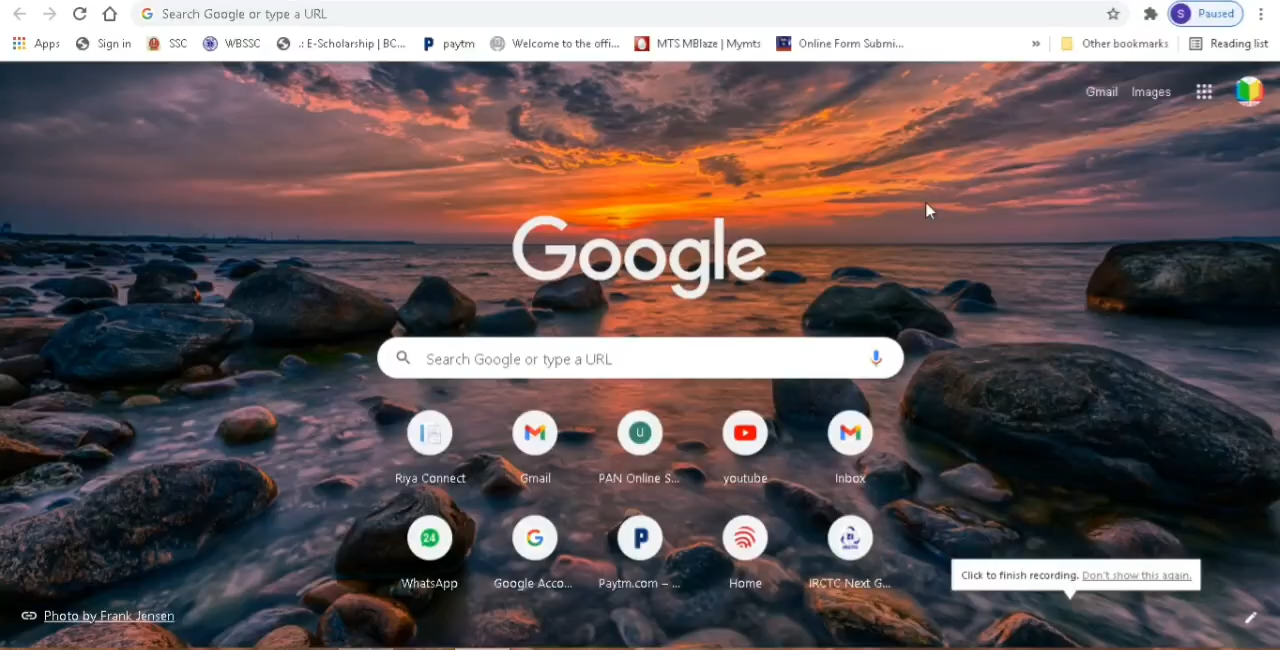 Search Google or type a URL
S Paused
Apps Sign in SSC WBSSC .: E-Scholarship | BC... paytm Welcome to the offi... MTS MBlaze | Mymts Online Form Submi... » Other bookmarks Reading list
Gmail Images
Google
Search Google or type a URL
U
Riya Connect Gmail PAN Online S... youtube Inbox
24
WhatsApp Google Acco... Paytm.com – ... Home IRCTC Next G...
Click to finish recording. Don't show this again.
Photo by Frank Jensen